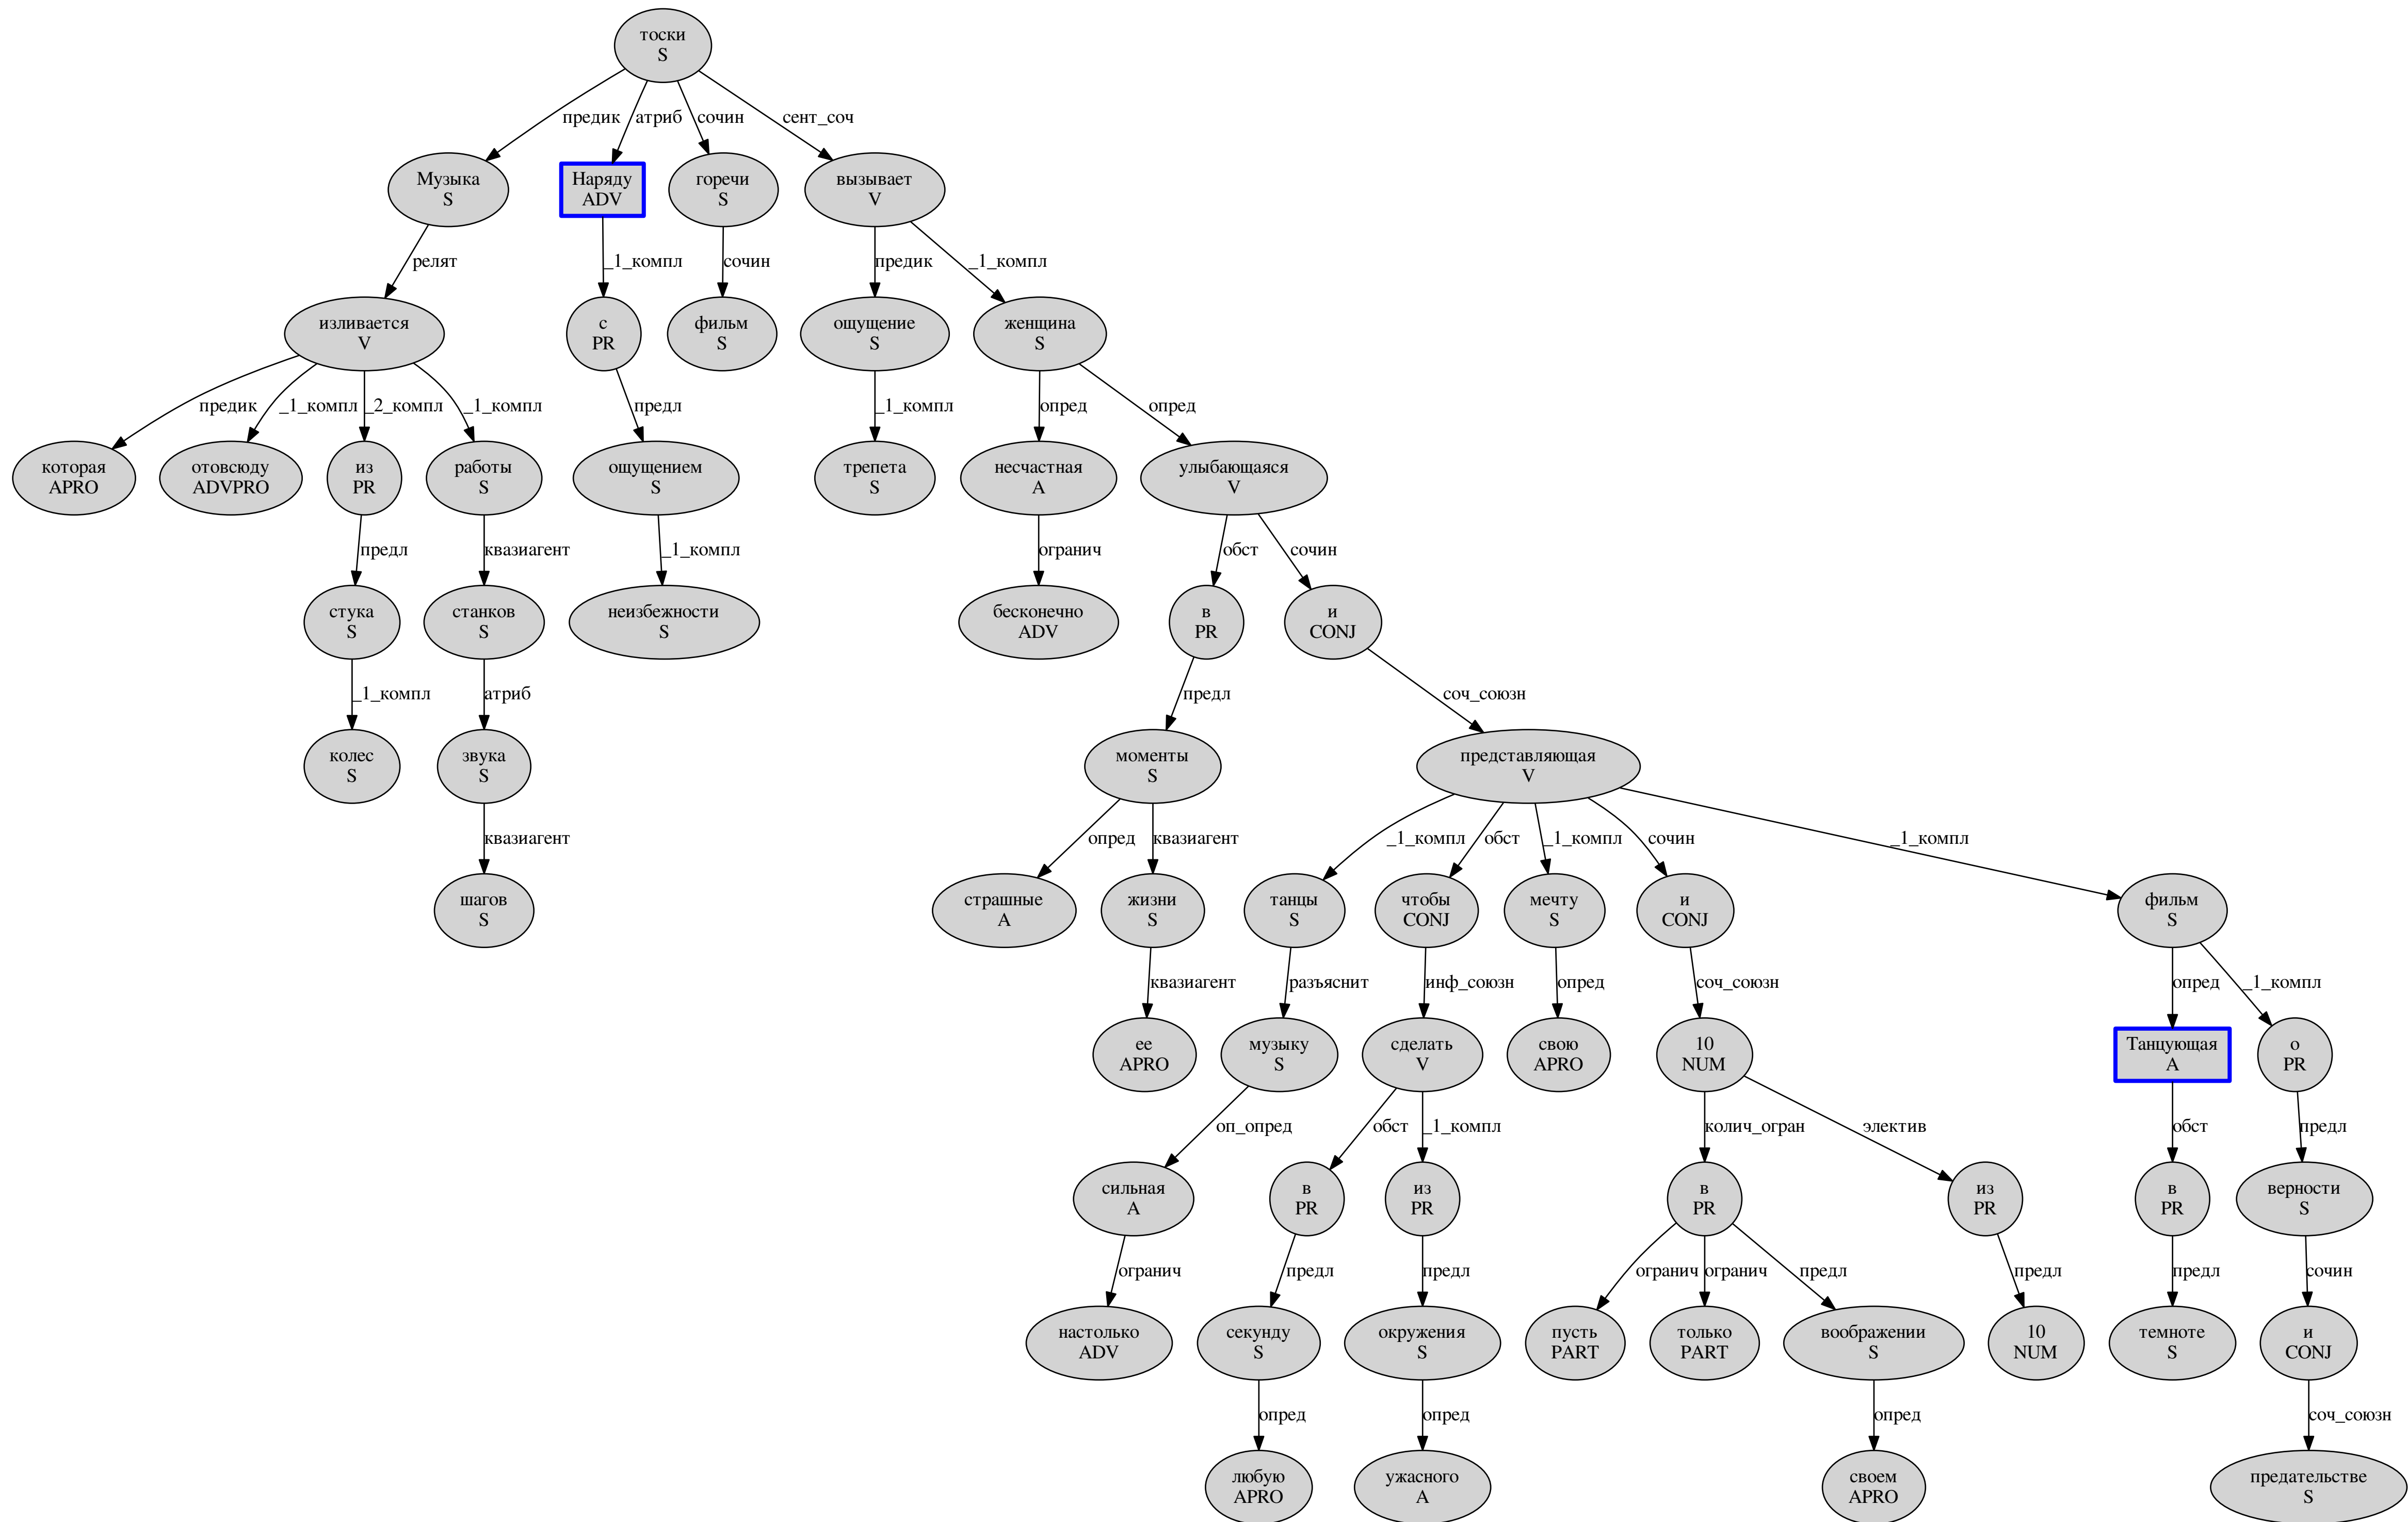 тоски
S
предик
атриб
сочин
сент_соч
Музыка
S
Наряду
ADV
горечи
S
вызывает
V
релят
_1_компл
сочин
предик
_1_компл
изливается
V
с
PR
фильм
S
ощущение
S
женщина
S
предик
_1_компл
_2_компл
_1_компл
предл
_1_компл
опред
опред
которая
APRO
отовсюду
ADVPRO
из
PR
работы
S
ощущением
S
трепета
S
несчастная
A
улыбающаяся
V
предл
квазиагент
_1_компл
огранич
обст
сочин
стука
S
станков
S
неизбежности
S
бесконечно
ADV
в
PR
и
CONJ
_1_компл
атриб
предл
соч_союзн
колес
S
звука
S
моменты
S
представляющая
V
квазиагент
опред
квазиагент
_1_компл
обст
_1_компл
сочин
_1_компл
шагов
S
страшные
A
жизни
S
танцы
S
чтобы
CONJ
мечту
S
и
CONJ
фильм
S
квазиагент
разъяснит
инф_союзн
опред
соч_союзн
опред
_1_компл
ее
APRO
музыку
S
сделать
V
свою
APRO
10
NUM
Танцующая
A
о
PR
оп_опред
обст
_1_компл
колич_огран
электив
обст
предл
сильная
A
в
PR
из
PR
в
PR
из
PR
в
PR
верности
S
огранич
предл
предл
огранич
огранич
предл
предл
предл
сочин
настолько
ADV
секунду
S
окружения
S
пусть
PART
только
PART
воображении
S
10
NUM
темноте
S
и
CONJ
опред
опред
опред
соч_союзн
любую
APRO
ужасного
A
своем
APRO
предательстве
S